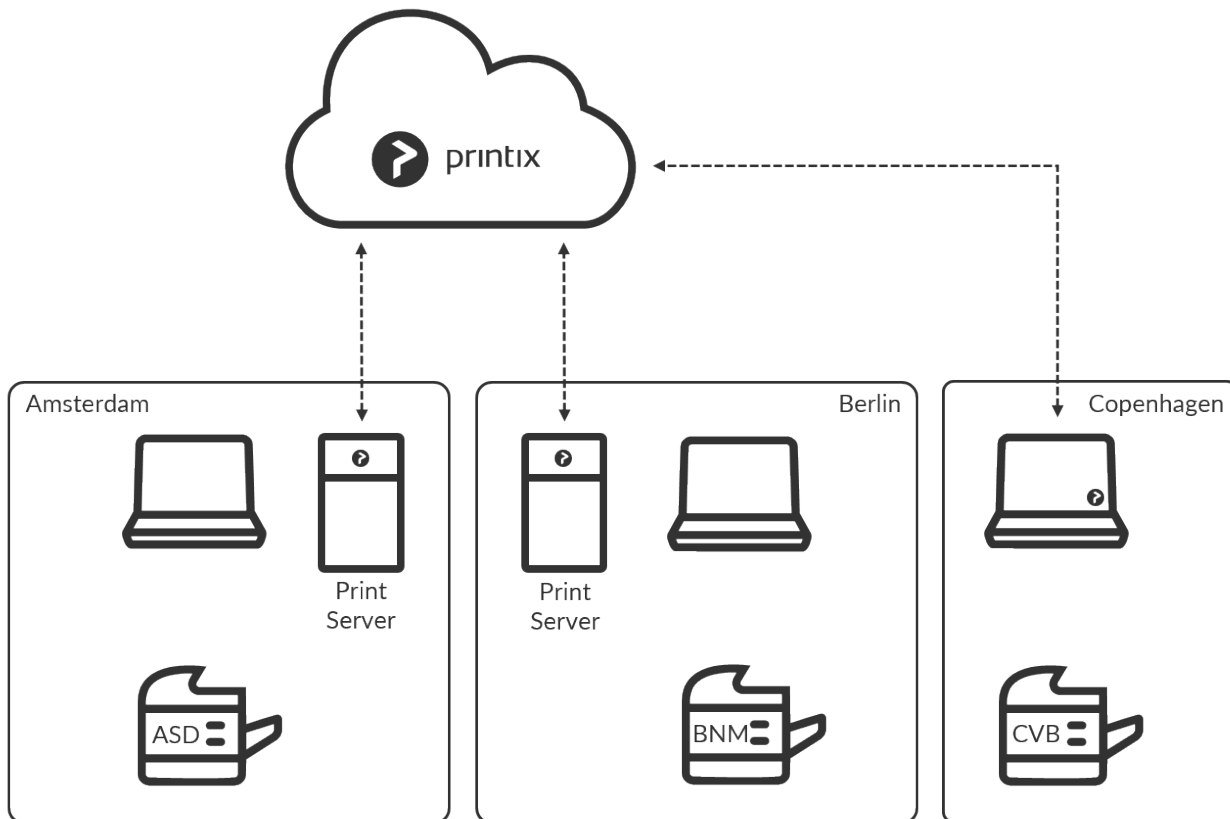 printix
Amsterdam
Berlin
Copenhagen
Print
Server
Print
Server
ASD
BNM
CVB